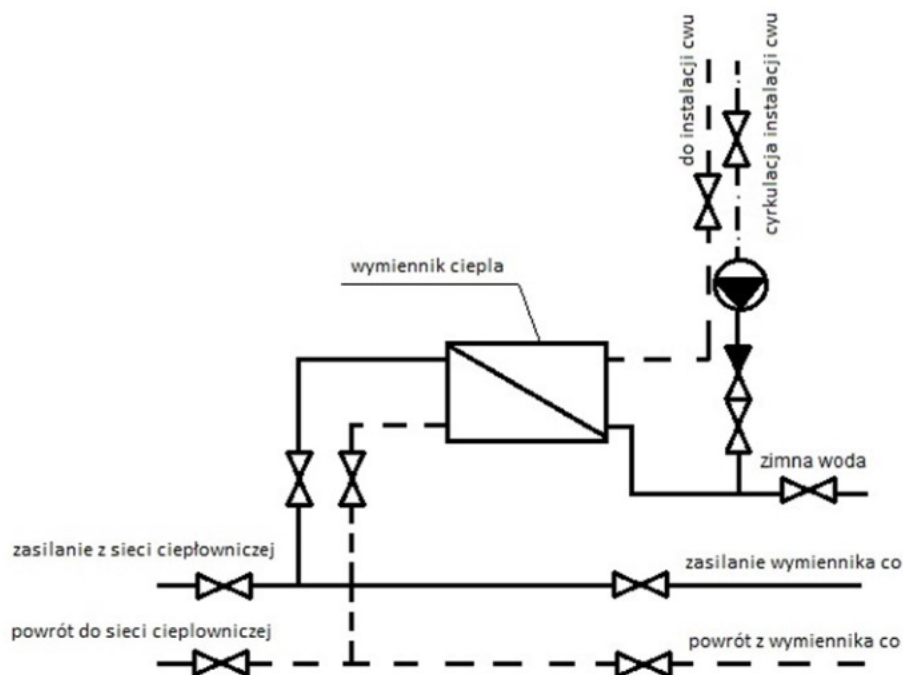 do instalacji cwu
cyrkulacja instalacji cwu
wymiennik ciepla
zimna woda
zasilanie z sieci ciepłowniczej
zasilanie wymiennika co
powrót do sieci cieplowniczej
powrót z wymiennika co